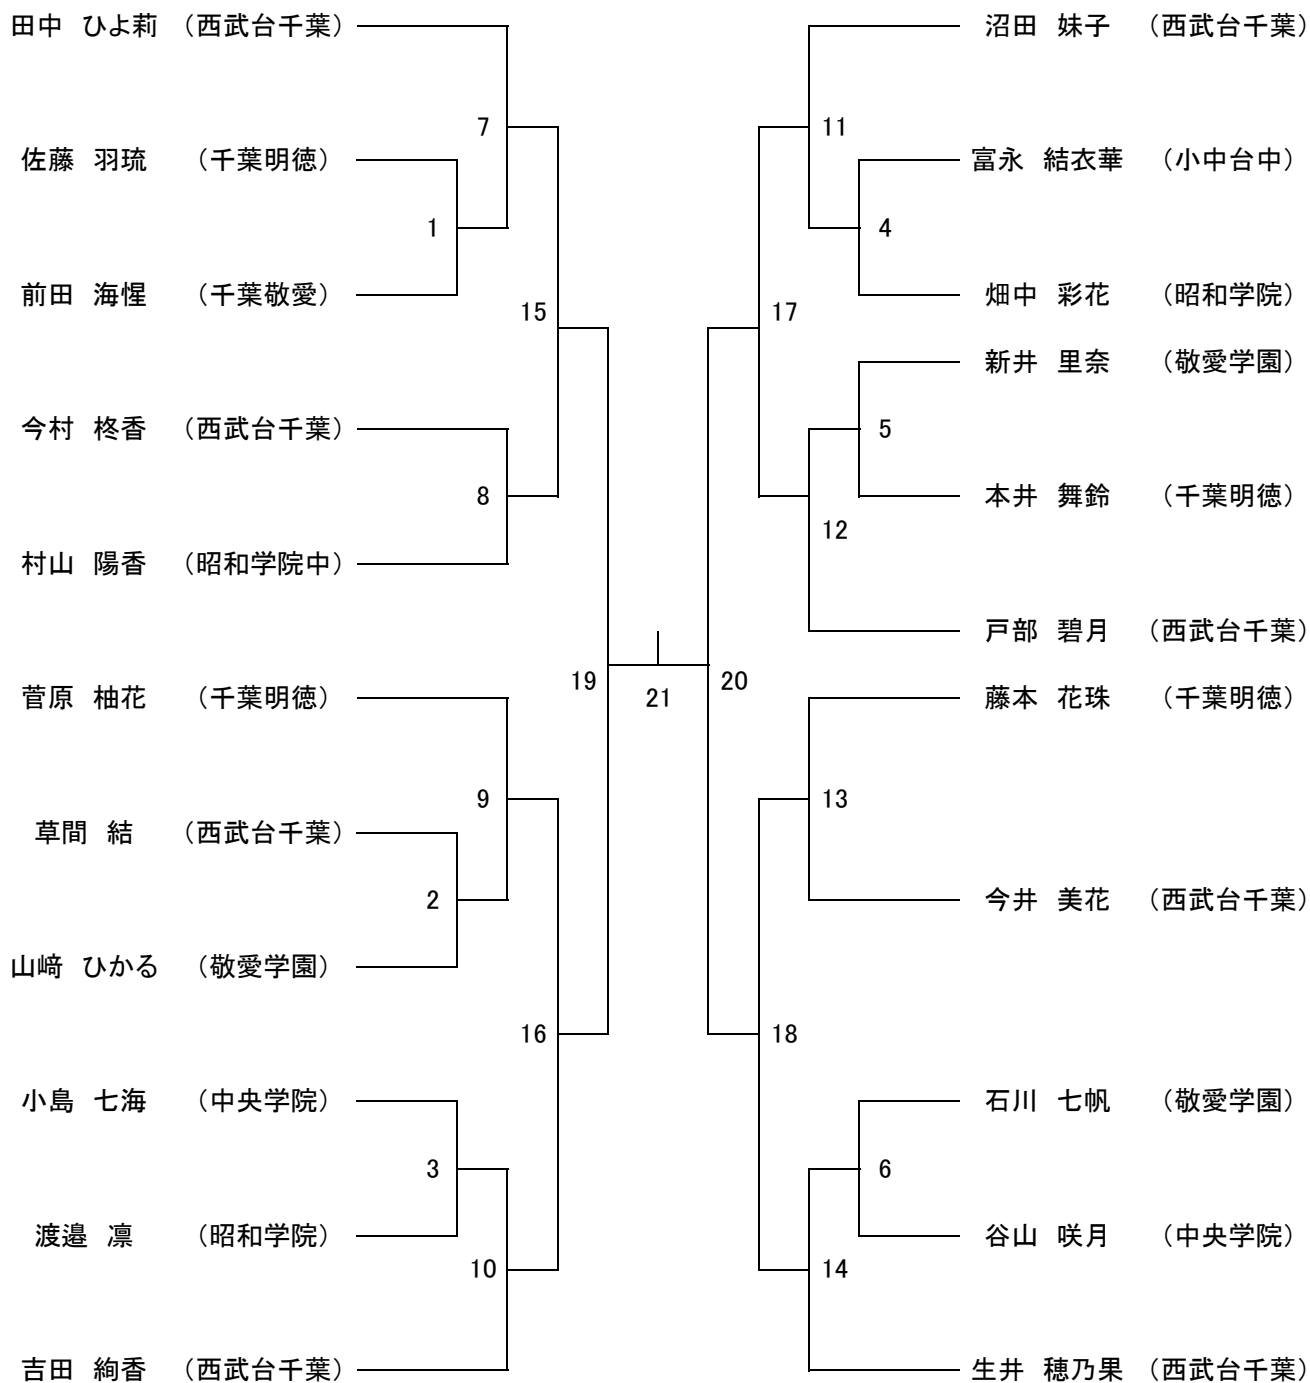 田中 ひよ莉 （西武台千葉）
7
佐藤 羽琉 （千葉明徳）
1
前田 海惺 （千葉敬愛）
15
今村 柊香 （西武台千葉）
8
村山 陽香 （昭和学院中）
19
菅原 柚花 （千葉明徳）
9
草間 結 （西武台千葉）
2
山﨑 ひかる （敬愛学園）
16
小島 七海 （中央学院）
3
渡邉 凛 （昭和学院）
10
吉田 絢香 （西武台千葉）
21
沼田 妹子 （西武台千葉）
11
富永 結衣華 （小中台中）
4
畑中 彩花 （昭和学院）
17
新井 里奈 （敬愛学園）
5
本井 舞鈴 （千葉明徳）
12
戸部 碧月 （西武台千葉）
20
藤本 花珠 （千葉明徳）
13
今井 美花 （西武台千葉）
18
石川 七帆 （敬愛学園）
6
谷山 咲月 （中央学院）
14
生井 穂乃果 （西武台千葉）